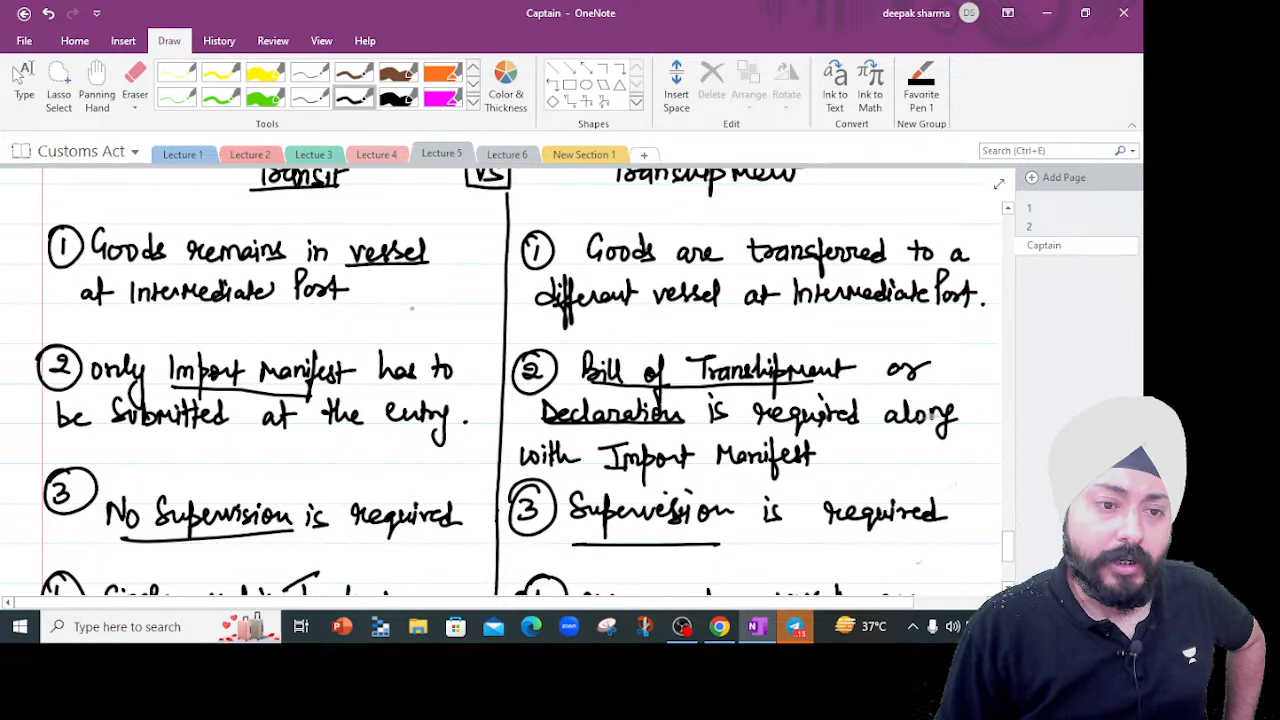 Captain - OneNote
deepak sharma DS
File Home Insert Draw History Review View Help
Type
Lasso Select
Panning Hand
Eraser
Color & Thickness
Insert Space
Delete
Arrange
Rotate
Ink to Text
Ink to Math
Favorite Pen 1
Tools
Shapes
Edit
Convert
New Group
Customs Act
Lecture 1
Lecture 2
Lectue 3
Lecture 4
Lecture 5
Lecture 6
New Section 1
Search (Ctrl+E)
Add Page
1
2
Captain
Transit VS Transhipment
1 Goods remains in vessel
at Intermediate Port
2 only Import Manifest has to
be Submitted at the entry.
3
No Supervision is required
1 Goods are transferred to a
different vessel at Intermediate Port.
2 Bill of Transhipment or
Declaration is required along
with Import Manifest
3 Supervision is required
Type here to search
15
37°C